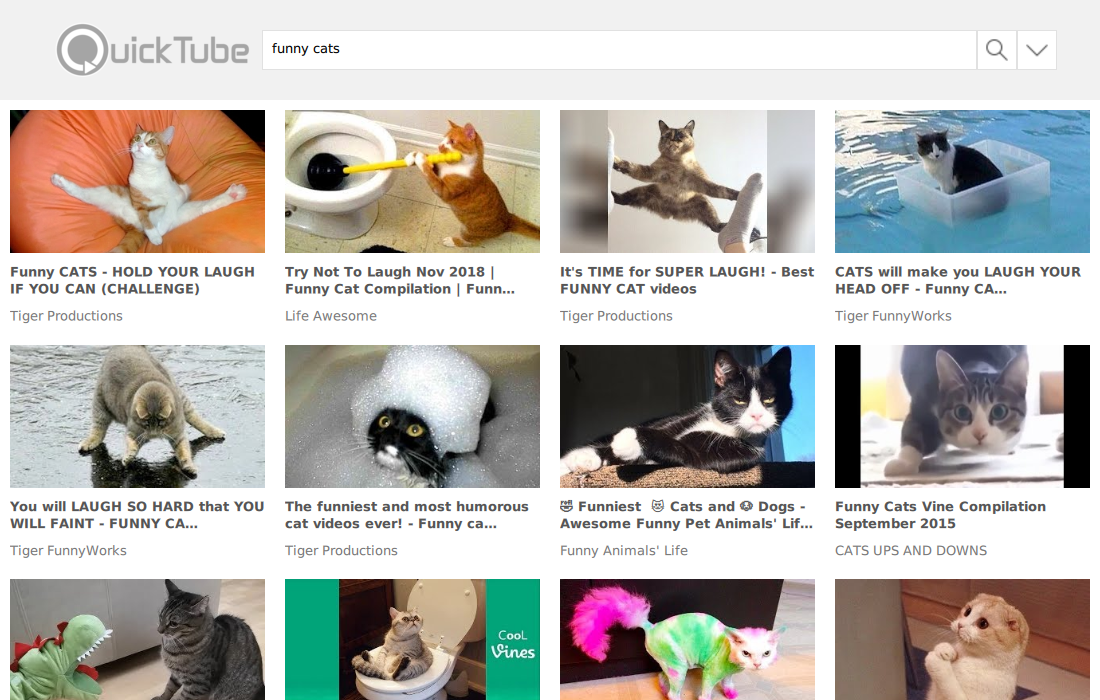 QuickTube
funny cats
Funny CATS - HOLD YOUR LAUGH
IF YOU CAN (CHALLENGE)
Tiger Productions
Try Not To Laugh Nov 2018 |
Funny Cat Compilation | Funn...
Life Awesome
It's TIME for SUPER LAUGH! - Best
FUNNY CAT videos
Tiger Productions
CATS will make you LAUGH YOUR
HEAD OFF - Funny CA...
Tiger FunnyWorks
You will LAUGH SO HARD that YOU
WILL FAINT - FUNNY CA...
Tiger FunnyWorks
The funniest and most humorous
cat videos ever! - Funny ca...
Tiger Productions
🤣 Funniest 😻 Cats and 🐶 Dogs -
Awesome Funny Pet Animals' Lif...
Funny Animals' Life
Funny Cats Vine Compilation
September 2015
CATS UPS AND DOWNS
CooL
Vines